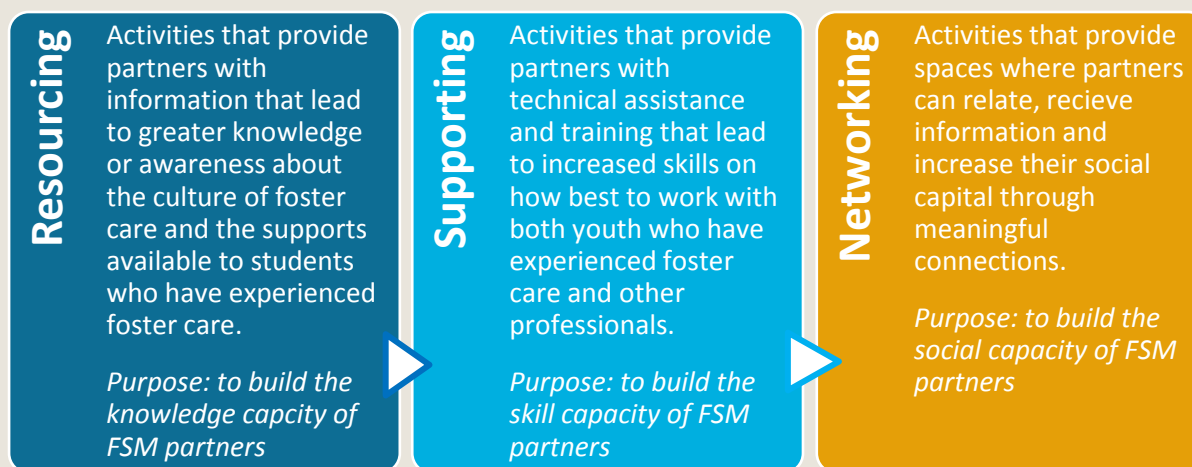 Resourcing
Activities that provide
partners with
information that lead
to greater knowledge
or awareness about
the culture of foster
care and the supports
available to students
who have experienced
foster care.
Purpose: to build the
knowledge capcity of
FSM partners
Supporting
Activities that provide
partners with
technical assistance
and training that lead
to increased skills on
how best to work with
both youth who have
experienced foster
care and other
professionals.
Purpose: to build the
skill capacity of FSM
partners
Networking
Activities that provide
spaces where partners
can relate, recieve
information and
increase their social
capital through
meaningful
connections.
Purpose: to build the
social capacity of FSM
partners